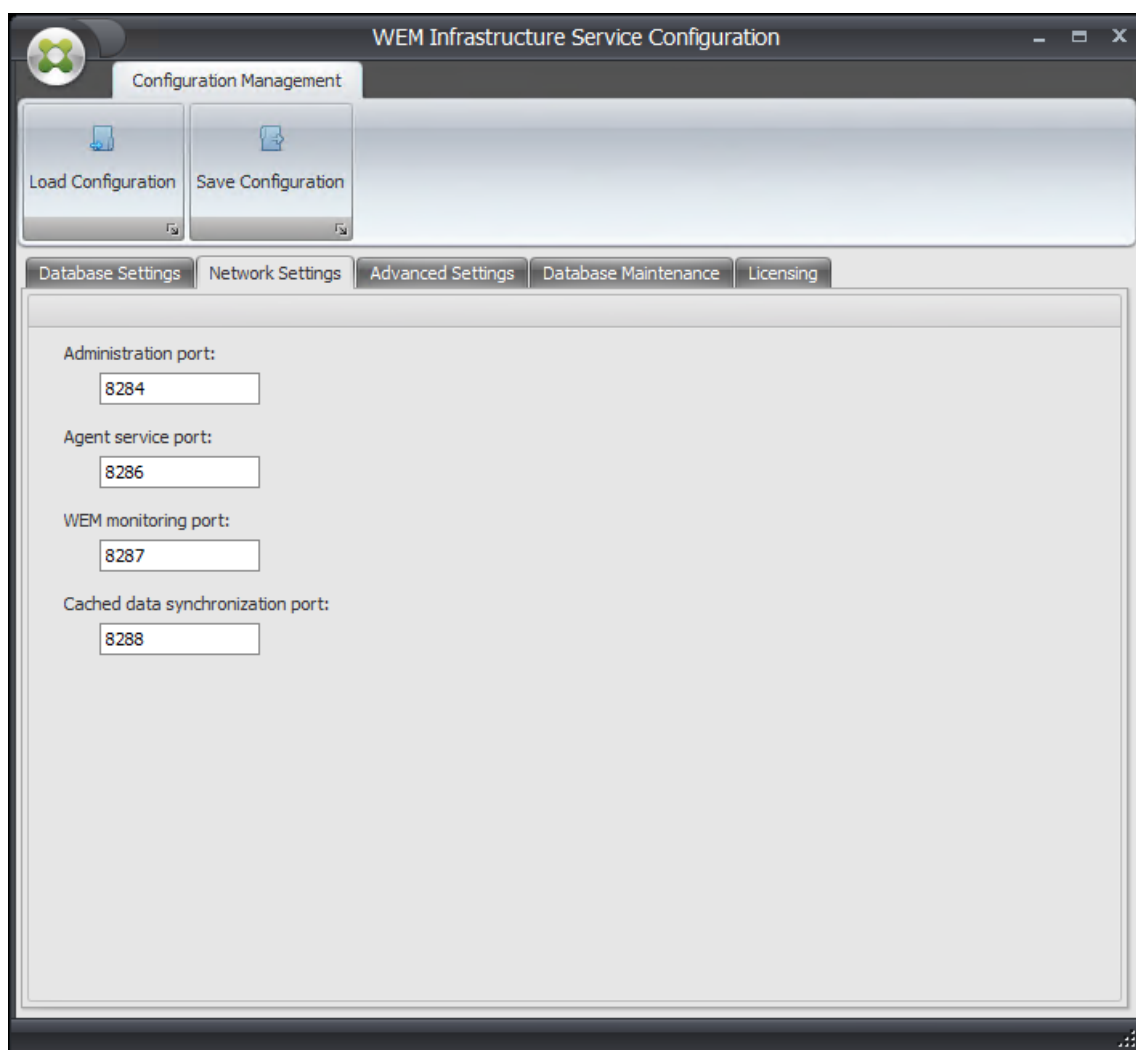 WEM Infrastructure Service Configuration
Configuration Management
Load Configuration
Save Configuration
Database Settings
Network Settings
Advanced Settings
Database Maintenance
Licensing
Administration port:
8284
Agent service port:
8286
WEM monitoring port:
8287
Cached data synchronization port:
8288